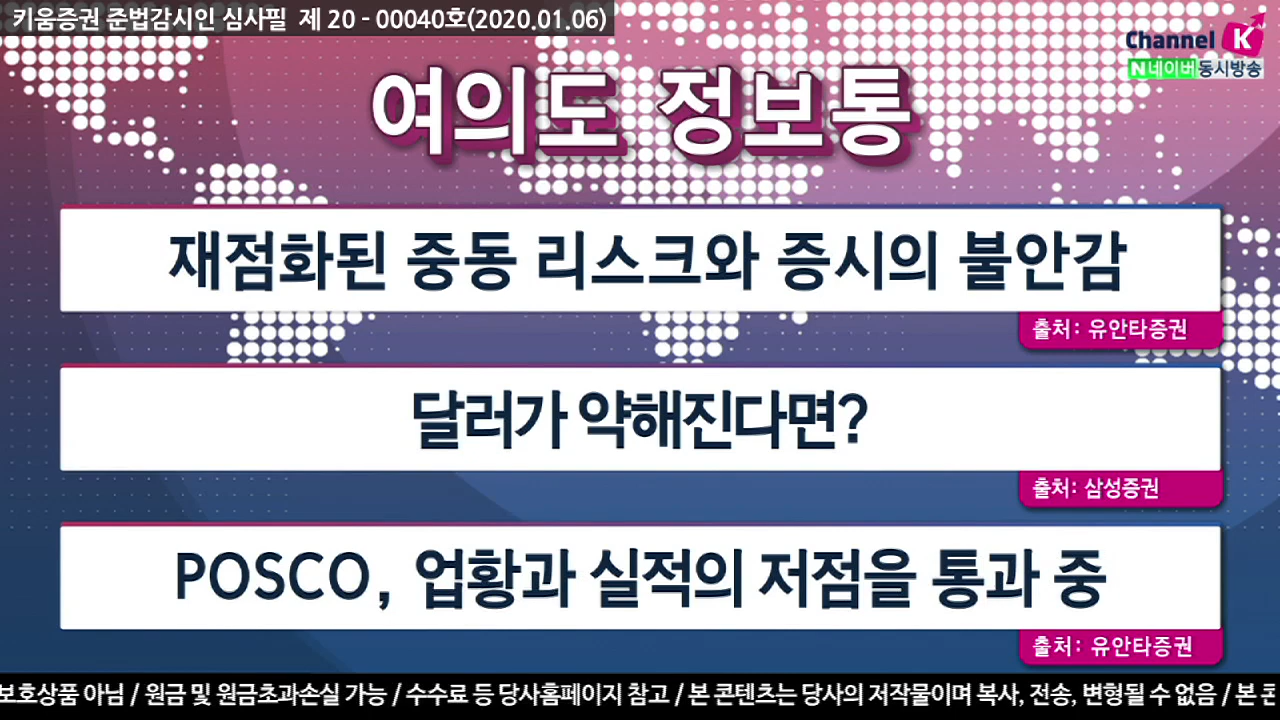 키움증권 준법감시인 심사필 제 20 - 00040호(2020.01.06)
Channel K
N네이버 동시방송
여의도 정보통
재점화된 중동 리스크와 증시의 불안감
출처: 유안타증권
달러가 약해진다면?
출처: 삼성증권
POSCO, 업황과 실적의 저점을 통과 중
출처: 유안타증권
보호상품 아님 / 원금 및 원금초과손실 가능 / 수수료 등 당사홈페이지 참고 / 본 콘텐츠는 당사의 저작물이며 복사, 전송, 변형될 수 없음 / 본